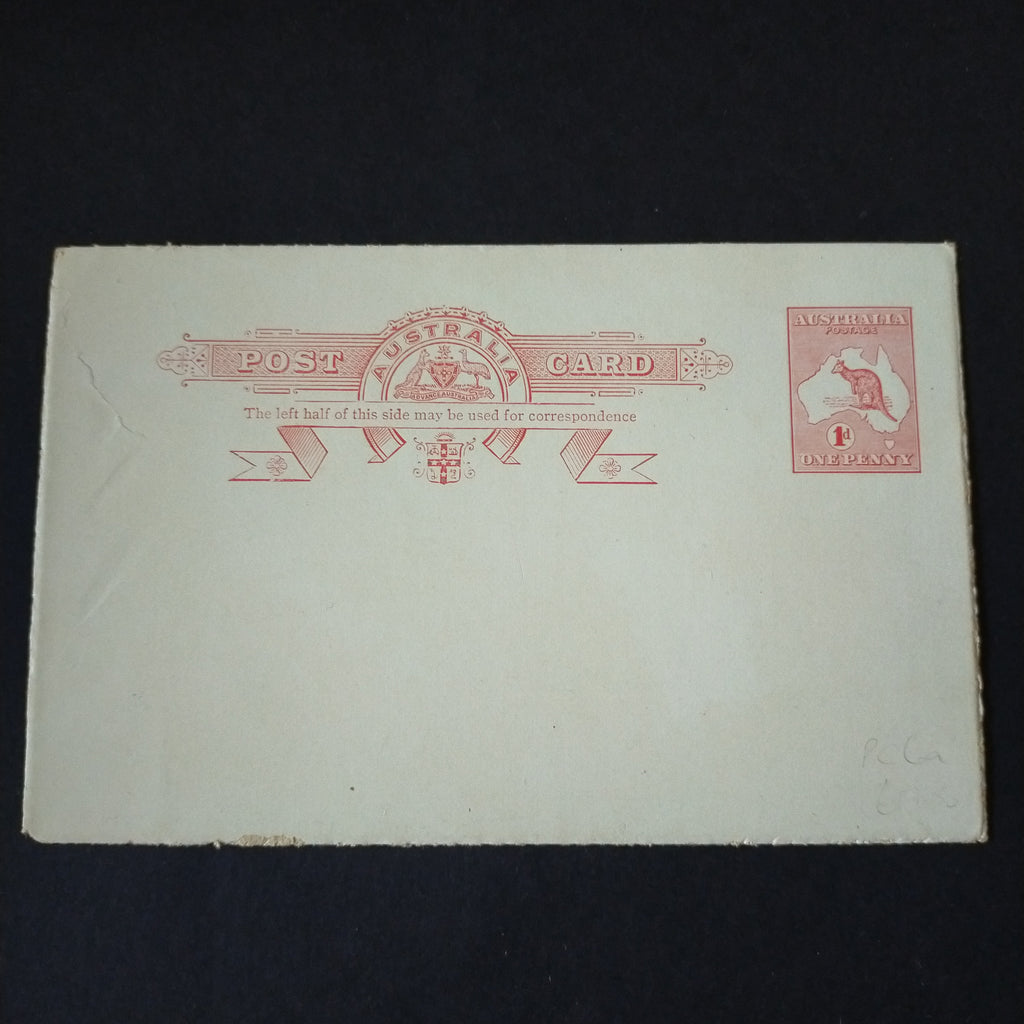 AUSTRALIA
POST CARD
ADVANCE AUSTRALIA
The left half of this side may be used for correspondence
AUSTRALIA
POSTAGE
1d
ONE PENNY